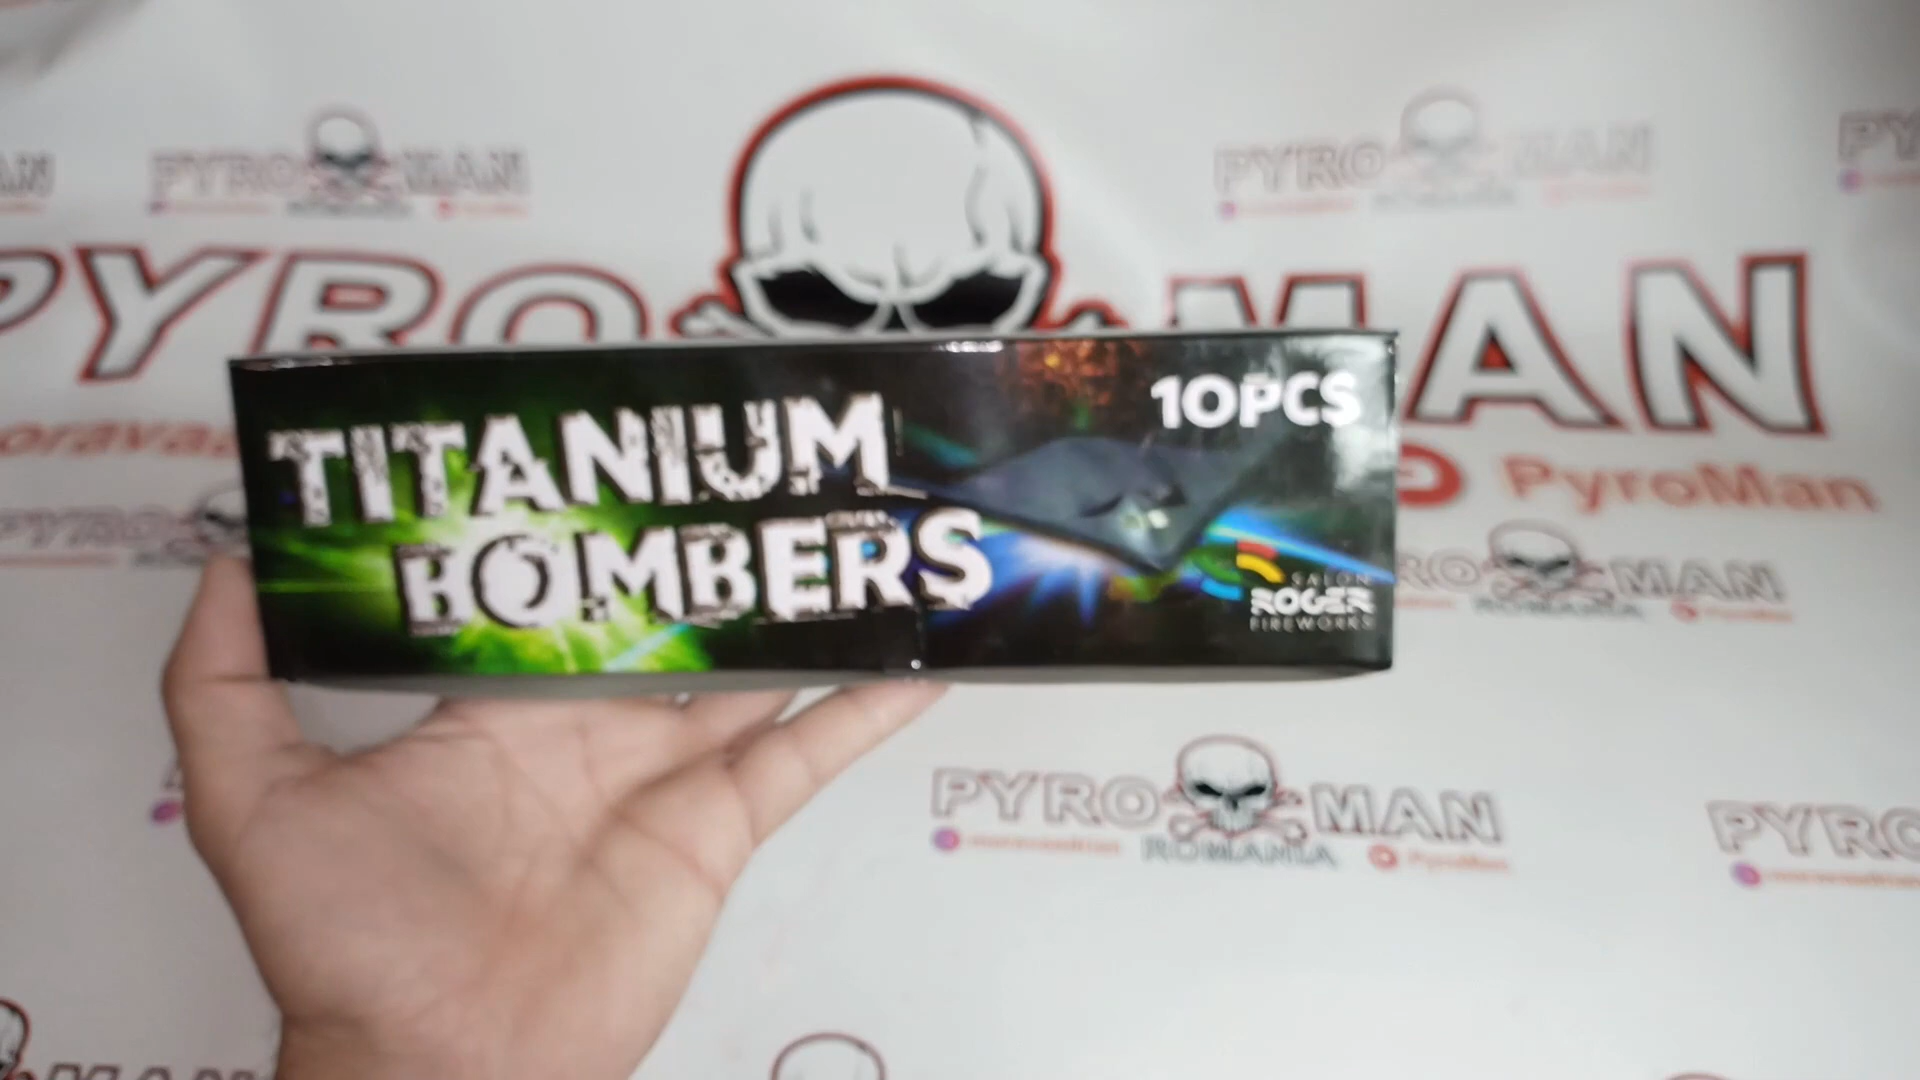 PYRO MAN
PYRO MAN
PYRO MAN
PyroMan
TITANIUM
BOMBERS
10PCS
SALON
ROGER
FIREWORKS
PYRO MAN
ROMANIA
PYRO MAN
ROMANIA
PyroMan